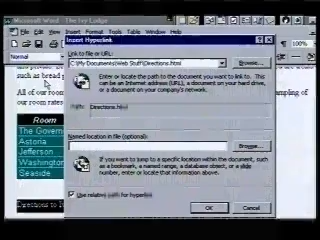 Microsoft Word - The Ivy Lodge
File Edit View Insert Format Tools Table Window Help
100%
Normal
such as bread p
All of our room
our room rates
sampling of
Room
The Governo
Astoria
Jefferson
Washington
Seaside
Directions to
Insert Hyperlink
Link to file or URL:
C:\My Documents\Web Stuff\Directions.html
Browse...
Enter or locate the path to the document you want to link to. This
can be an Internet address (URL), a document on your hard drive,
or a document on your company's network.
Path: Directions.html
Named location in file (optional):
Browse...
If you want to jump to a specific location within the document, such
as a bookmark, a named range, a database object, or a slide
number, enter or locate that information above.
Use relative path for hyperlink
OK
Cancel